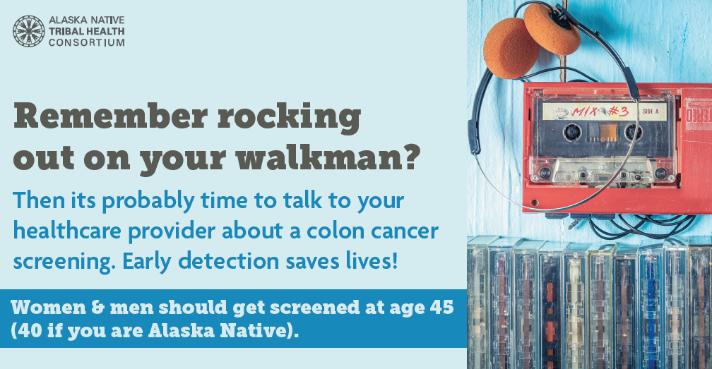 ALASKA NATIVE
TRIBAL HEALTH
CONSORTIUM
Remember rocking
out on your walkman?
Then its probably time to talk to your
healthcare provider about a colon cancer
screening. Early detection saves lives!
Women & men should get screened at age 45
(40 if you are Alaska Native).
MIX #3
SIDE A
STEREO